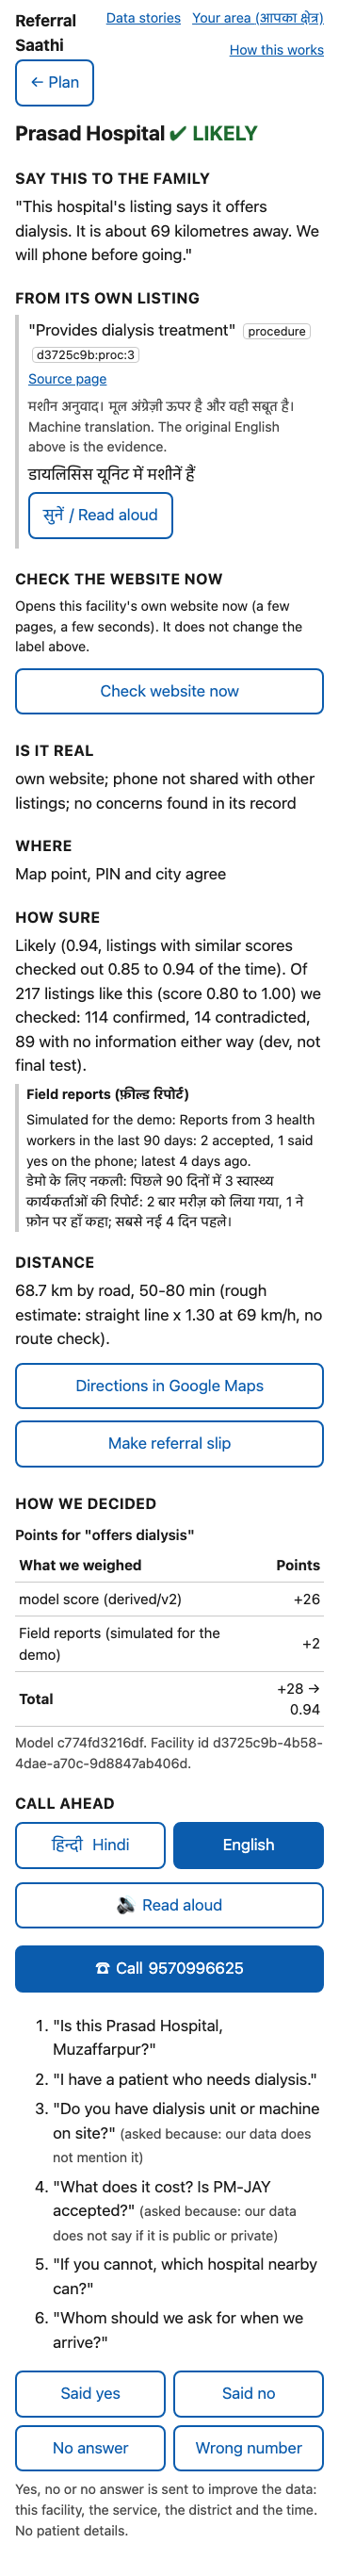 Referral
Saathi
Data stories
Your area (आपका क्षेत्र)
How this works
← Plan
Prasad Hospital ✔ LIKELY
SAY THIS TO THE FAMILY
"This hospital's listing says it offers
dialysis. It is about 69 kilometres away. We
will phone before going."
FROM ITS OWN LISTING
"Provides dialysis treatment" procedure
d3725c9b:proc:3
Source page
मशीन अनुवाद। मूल अंग्रेज़ी ऊपर है और वही सबूत है।
Machine translation. The original English
above is the evidence.
डायलिसिस यूनिट में मशीनें हैं
सुनें / Read aloud
CHECK THE WEBSITE NOW
Opens this facility's own website now (a few
pages, a few seconds). It does not change the
label above.
Check website now
IS IT REAL
own website; phone not shared with other
listings; no concerns found in its record
WHERE
Map point, PIN and city agree
HOW SURE
Likely (0.94, listings with similar scores
checked out 0.85 to 0.94 of the time). Of
217 listings like this (score 0.80 to 1.00) we
checked: 114 confirmed, 14 contradicted,
89 with no information either way (dev, not
final test).
Field reports (फ़ील्ड रिपोर्ट)
Simulated for the demo: Reports from 3 health
workers in the last 90 days: 2 accepted, 1 said
yes on the phone; latest 4 days ago.
डेमो के लिए नकली: पिछले 90 दिनों में 3 स्वास्थ्य
कार्यकर्ताओं की रिपोर्ट: 2 बार मरीज़ को लिया गया, 1 ने
फ़ोन पर हाँ कहा; सबसे नई 4 दिन पहले।
DISTANCE
68.7 km by road, 50-80 min (rough
estimate: straight line x 1.30 at 69 km/h, no
route check).
Directions in Google Maps
Make referral slip
HOW WE DECIDED
Points for "offers dialysis"
What we weighed Points
model score (derived/v2) +26
Field reports (simulated for the
demo) +2
Total +28 →
0.94
Model c774fd3216df. Facility id d3725c9b-4b58-
4dae-a70c-9d8847ab406d.
CALL AHEAD
हिन्दी Hindi
English
🔊 Read aloud
☎ Call 9570996625
1. "Is this Prasad Hospital,
Muzaffarpur?"
2. "I have a patient who needs dialysis."
3. "Do you have dialysis unit or machine
on site?" (asked because: our data does
not mention it)
4. "What does it cost? Is PM-JAY
accepted?" (asked because: our data
does not say if it is public or private)
5. "If you cannot, which hospital nearby
can?"
6. "Whom should we ask for when we
arrive?"
Said yes
Said no
No answer
Wrong number
Yes, no or no answer is sent to improve the data:
this facility, the service, the district and the time.
No patient details.